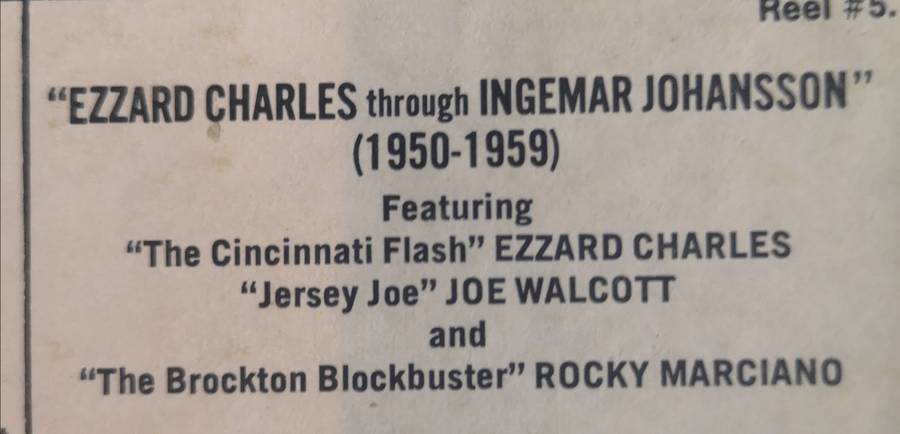 Reel #5.
“EZZARD CHARLES through INGEMAR JOHANSSON”
(1950-1959)
Featuring
“The Cincinnati Flash” EZZARD CHARLES
“Jersey Joe” JOE WALCOTT
and
“The Brockton Blockbuster” ROCKY MARCIANO